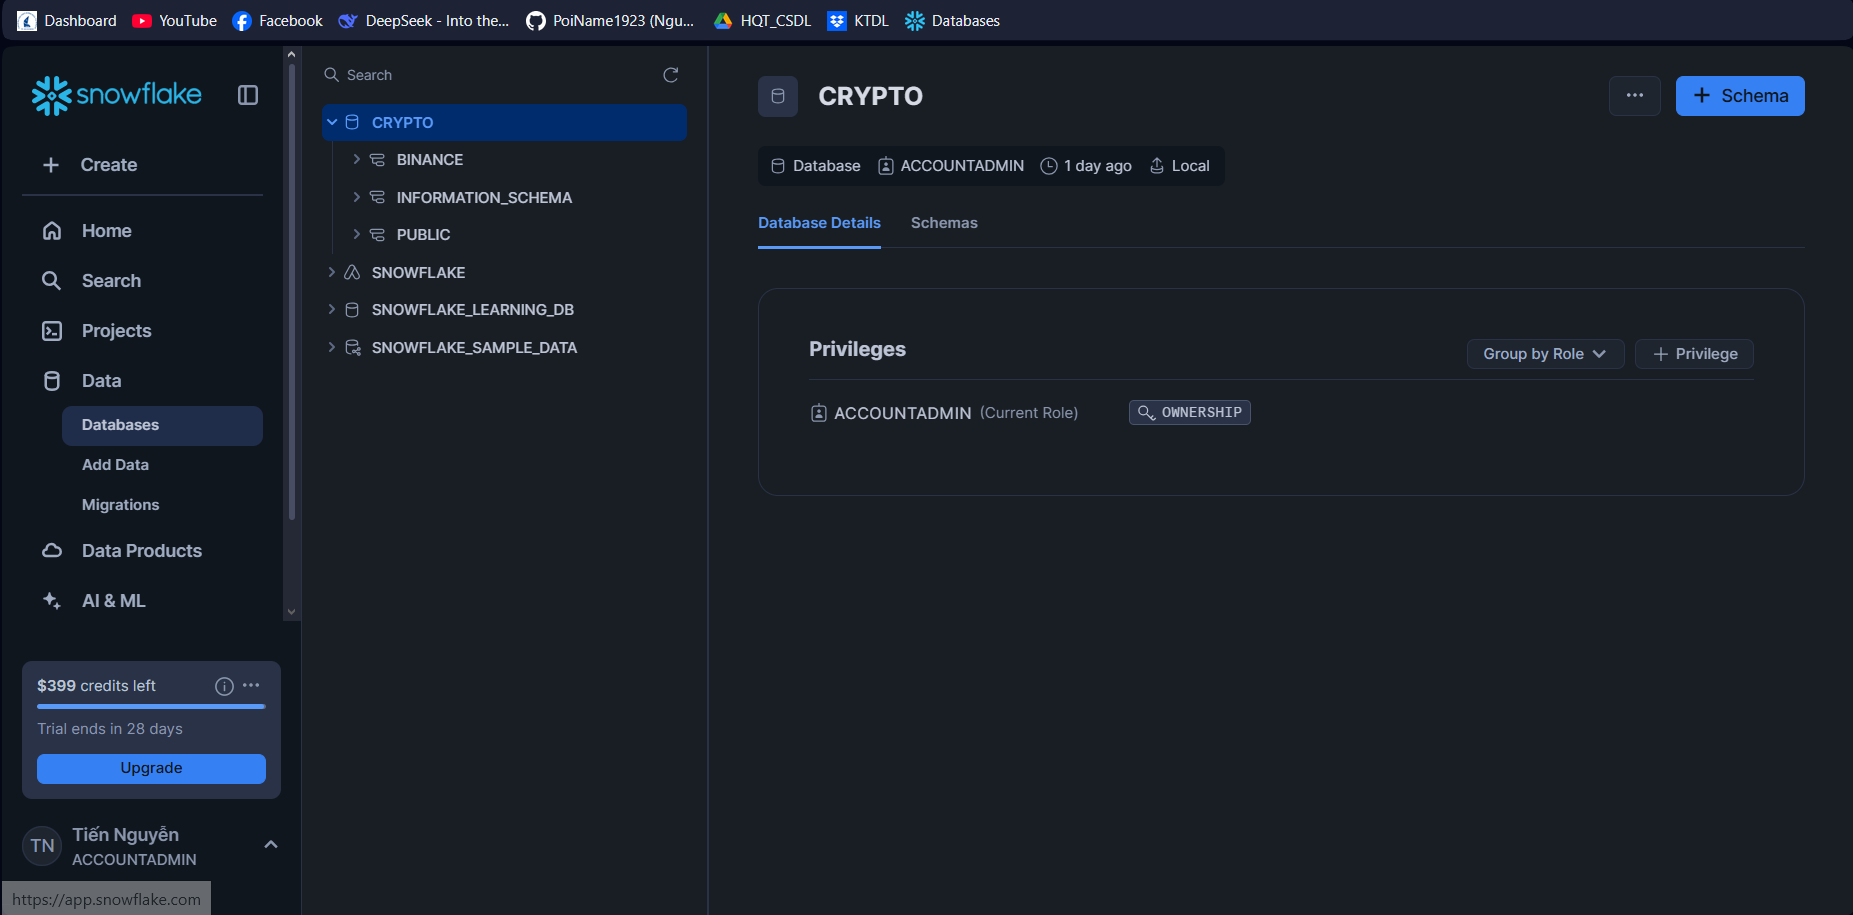 Dashboard YouTube Facebook DeepSeek - Into the... PoiName1923 (Ngu... HQT_CSDL KTDL Databases
snowflake
Create
Home
Search
Projects
Data
Databases
Add Data
Migrations
Data Products
AI & ML
$399 credits left
Trial ends in 28 days
Upgrade
TN
Tiến Nguyễn
ACCOUNTADMIN
https://app.snowflake.com
Search
CRYPTO
BINANCE
INFORMATION_SCHEMA
PUBLIC
SNOWFLAKE
SNOWFLAKE_LEARNING_DB
SNOWFLAKE_SAMPLE_DATA
CRYPTO
... + Schema
Database ACCOUNTADMIN 1 day ago Local
Database Details Schemas
Privileges
Group by Role + Privilege
ACCOUNTADMIN (Current Role) OWNERSHIP